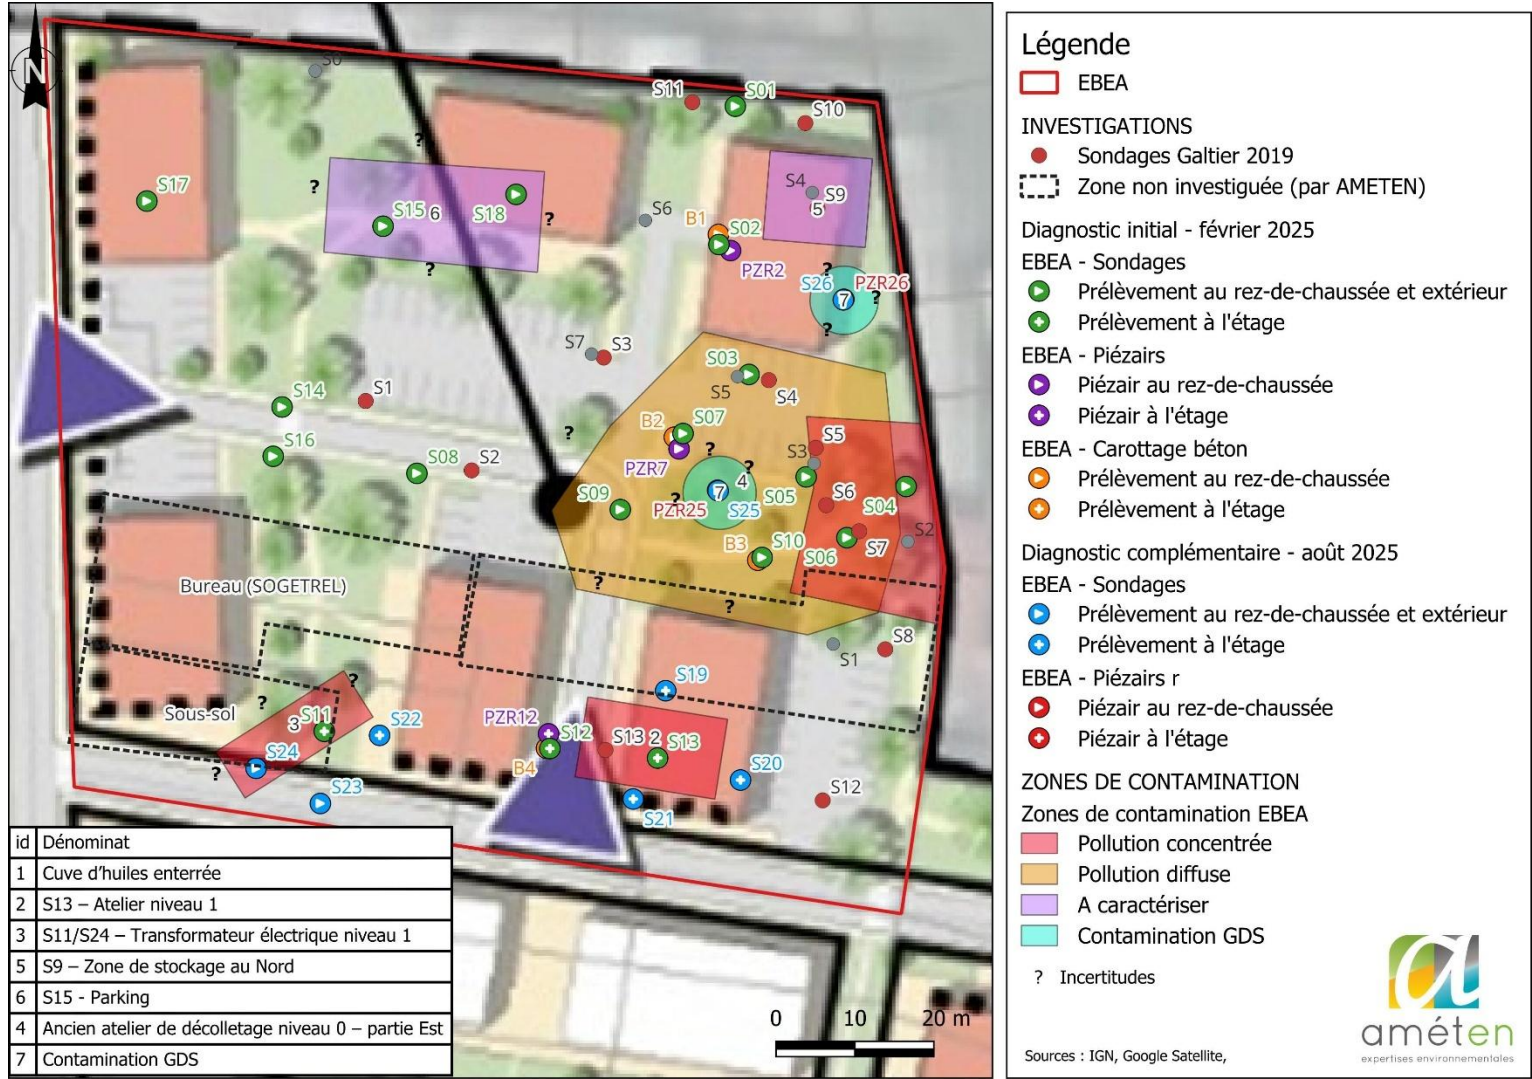 N
S6
S11
S01
S10
S17
S4
S9
5
S15
6
S18
S6
B1
S02
PZR2
S26
PZR26
7
?
?
?
?
?
?
?
S7
S3
S03
S5
S4
S14
S1
B2
S07
S5
?
S16
S08
S2
PZR7
?
?
S3
7
4
S09
?
S05
S6
S04
PZR25
S25
B3
S10
S06
S7
S2
Bureau (SOGETREL)
?
?
S1
S8
S19
Sous-sol
?
?
3
S11
S22
PZR12
S12
B4
S13
2
S13
S24
?
S20
S23
S21
S12
id Dénominat
1 Cuve d’huiles enterrée
2 S13 – Atelier niveau 1
3 S11/S24 – Transformateur électrique niveau 1
5 S9 – Zone de stockage au Nord
6 S15 - Parking
4 Ancien atelier de décolletage niveau 0 – partie Est
7 Contamination GDS
0 10 20 m
Légende
EBEA
INVESTIGATIONS
Sondages Galtier 2019
Zone non investiguée (par AMETEN)
Diagnostic initial - février 2025
EBEA - Sondages
Prélèvement au rez-de-chaussée et extérieur
Prélèvement à l'étage
EBEA - Piézairs
Piézair au rez-de-chaussée
Piézair à l'étage
EBEA - Carottage béton
Prélèvement au rez-de-chaussée
Prélèvement à l'étage
Diagnostic complémentaire - août 2025
EBEA - Sondages
Prélèvement au rez-de-chaussée et extérieur
Prélèvement à l'étage
EBEA - Piézairs r
Piézair au rez-de-chaussée
Piézair à l'étage
ZONES DE CONTAMINATION
Zones de contamination EBEA
Pollution concentrée
Pollution diffuse
A caractériser
Contamination GDS
? Incertitudes
Sources : IGN, Google Satellite,
améten
expertises environnementales